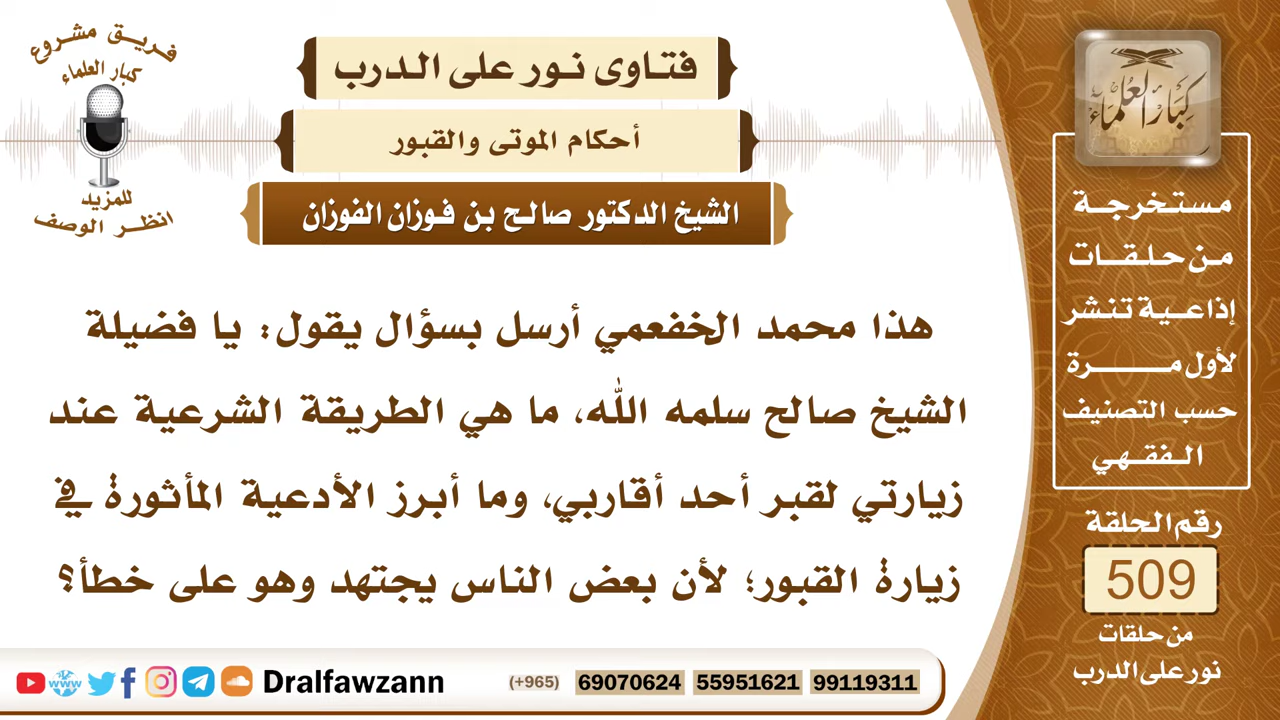 فريق مشروع
كبار العلماء
للمزيد
انظر الوصف
فتاوى نور على الدرب
أحكام الموتى والقبور
الشيخ الدكتور صالح بن فوزان الفوزان
هذا محمد الخفعمي أرسل بسؤال يقول: يا فضيلة
الشيخ صالح سلمه الله، ما هي الطريقة الشرعية عند
زيارتي لقبر أحد أقاربي، وما أبرز الأدعية المأثورة في
زيارة القبور؛ لأن بعض الناس يجتهد وهو على خطأ؟
كبار العلماء
مستخرجة
من حلقات
إذاعية تنشر
لأول مرة
حسب التصنيف
الفقهي
رقم الحلقة
509
من حلقات
نور على الدرب
WWW Dralfawzann (+965) 69070624 55951621 99119311